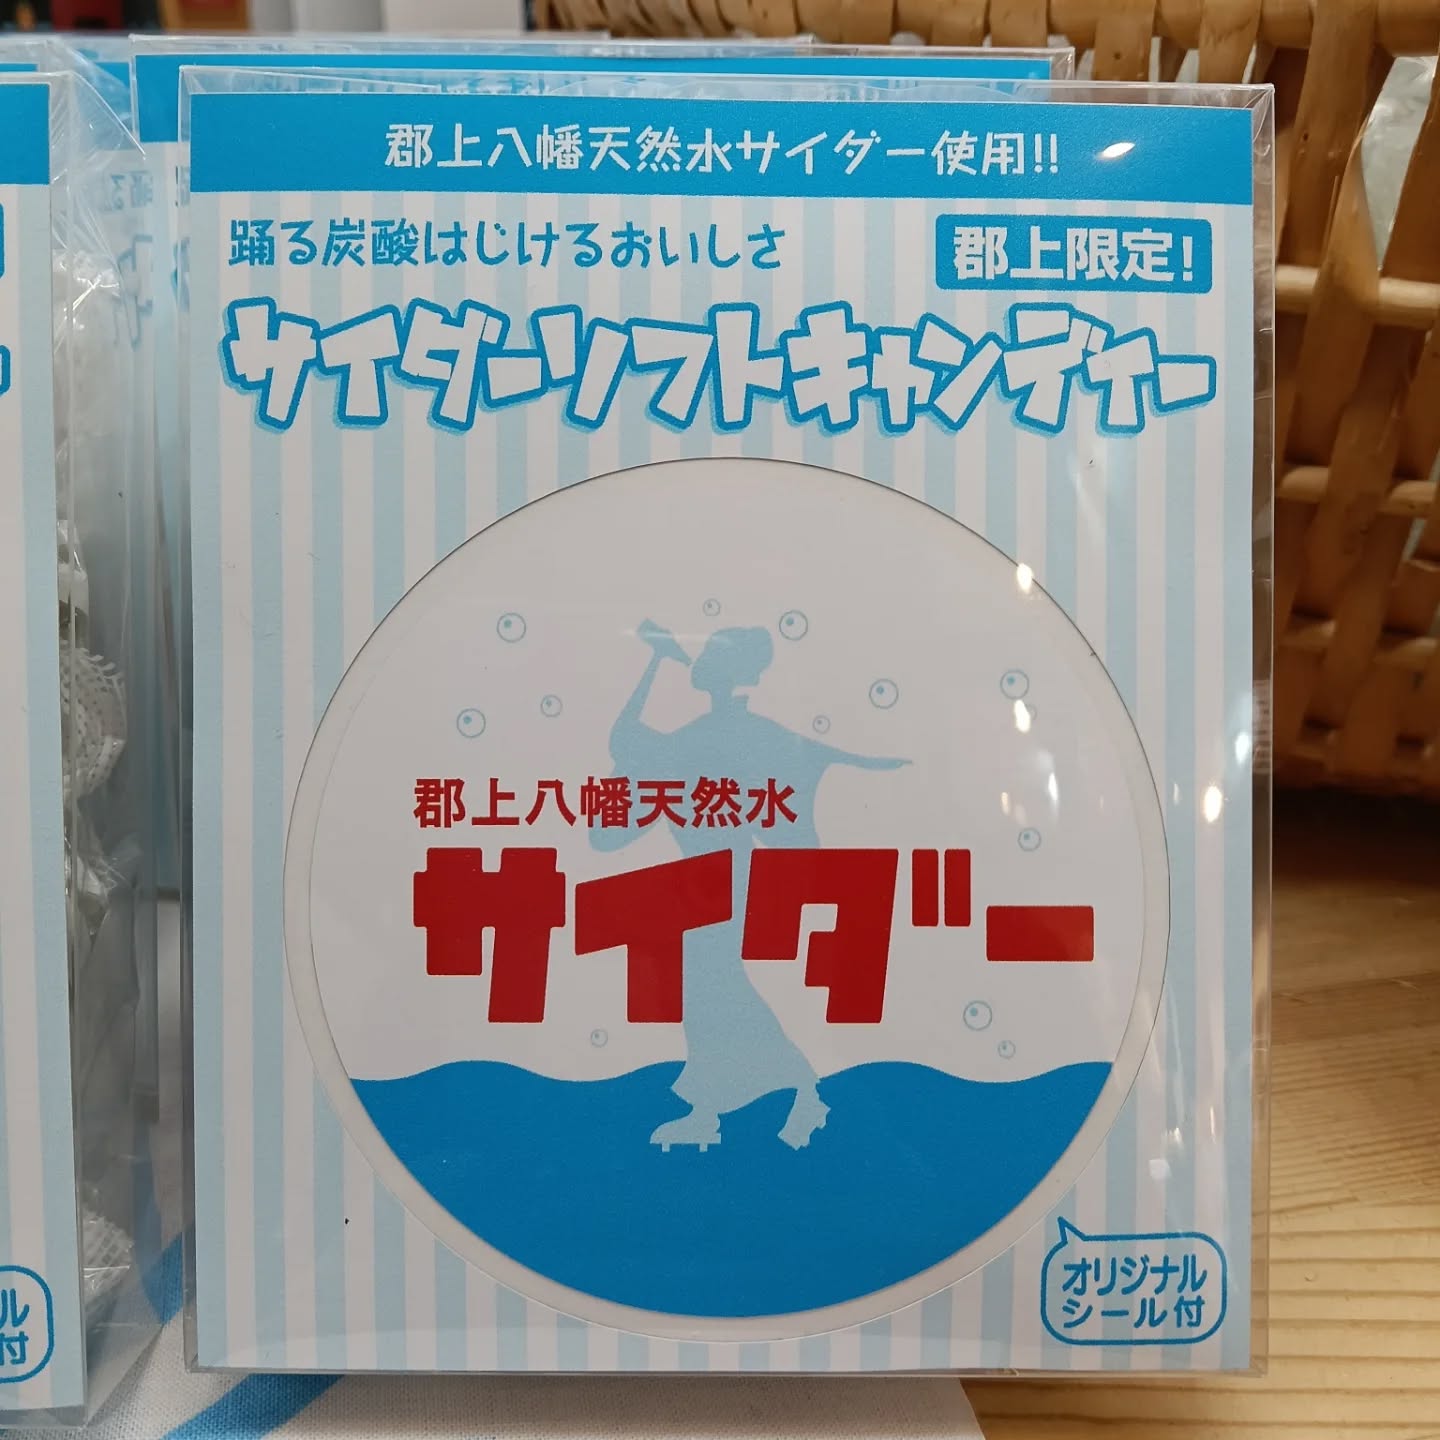 郡上八幡天然水サイダー使用!!
踊る炭酸はじけるおいしさ
郡上限定!
サイダーソフトキャンディー
郡上八幡天然水
サイダー
オリジナル
シール付
ル
付